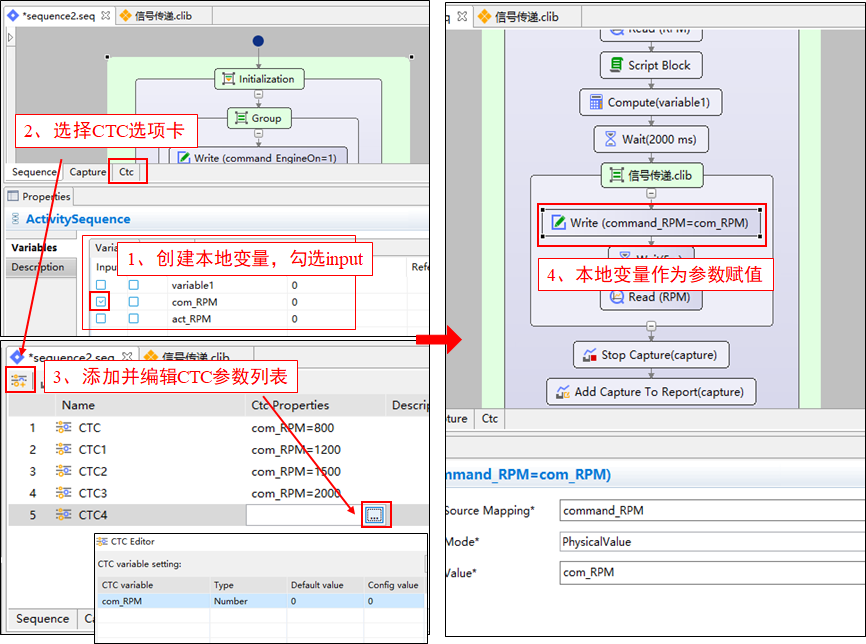 *sequence2.seq
信号传递.clib
Initialization
Group
Write (command_EngineOn=1)
2、选择CTC选项卡
Sequence
Capture
Ctc
Properties
ActivitySequence
Variables
Description
1、创建本地变量，勾选input
variable1 0
com_RPM 0
act_RPM 0
*sequence2.seq
信号传递.clib
3、添加并编辑CTC参数列表
Name Ctc Properties
1 CTC com_RPM=800
2 CTC1 com_RPM=1200
3 CTC2 com_RPM=1500
4 CTC3 com_RPM=2000
5 CTC4 ...
CTC Editor
CTC variable setting:
CTC variable Type Default value Config value
com_RPM Number 0 0
Sequence
信号传递.clib
Read (RPM)
Script Block
Compute(variable1)
Wait(2000 ms)
信号传递.clib
Write (command_RPM=com_RPM)
4、本地变量作为参数赋值
Read (RPM)
Stop Capture(capture)
Add Capture To Report(capture)
Ctc
mmand_RPM=com_RPM)
Source Mapping* command_RPM
Mode* PhysicalValue
Value* com_RPM